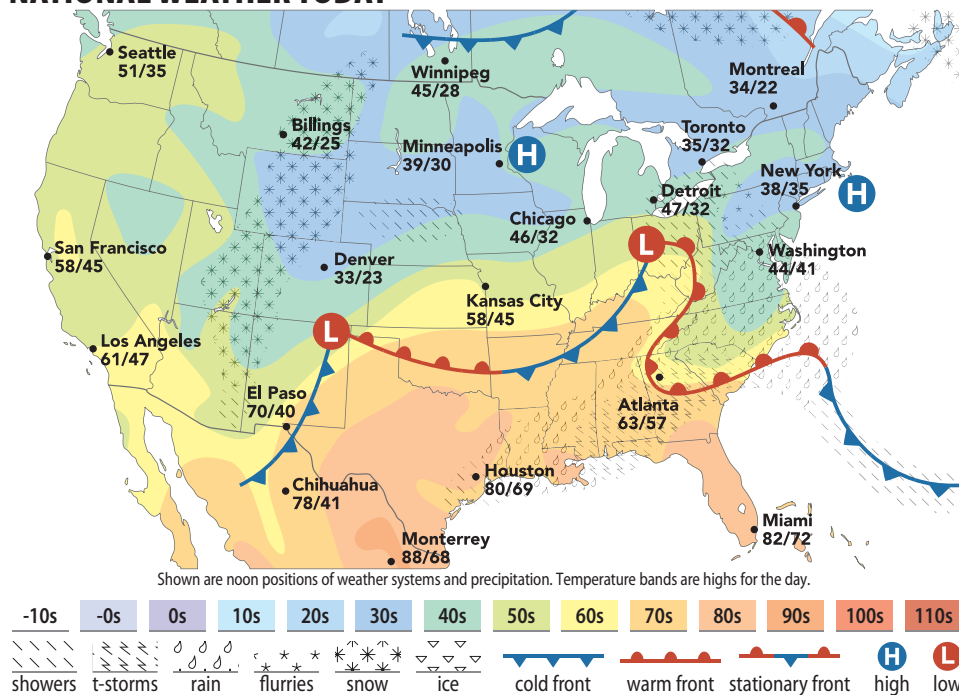 NATIONAL WEATHER TODAY
Seattle
51/35
Winnipeg
45/28
Montreal
34/22
Billings
42/25
Minneapolis
39/30
H
Toronto
35/32
New York
38/35
H
Detroit
47/32
Chicago
46/32
L
Washington
44/41
San Francisco
58/45
Denver
33/23
Kansas City
58/45
L
Los Angeles
61/47
El Paso
70/40
Atlanta
63/57
Chihuahua
78/41
Houston
80/69
Miami
82/72
Monterrey
88/68
Shown are noon positions of weather systems and precipitation. Temperature bands are highs for the day.
-10s -0s 0s 10s 20s 30s 40s 50s 60s 70s 80s 90s 100s 110s
H L
showers t-storms rain flurries snow ice cold front warm front stationary front high low